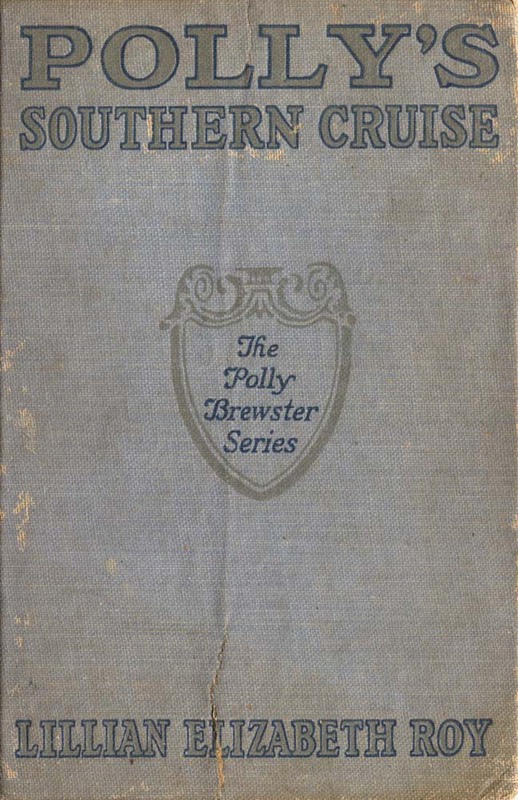 POLLY'S
SOUTHERN CRUISE
The
Polly
Brewster
Series
LILLIAN ELIZABETH ROY